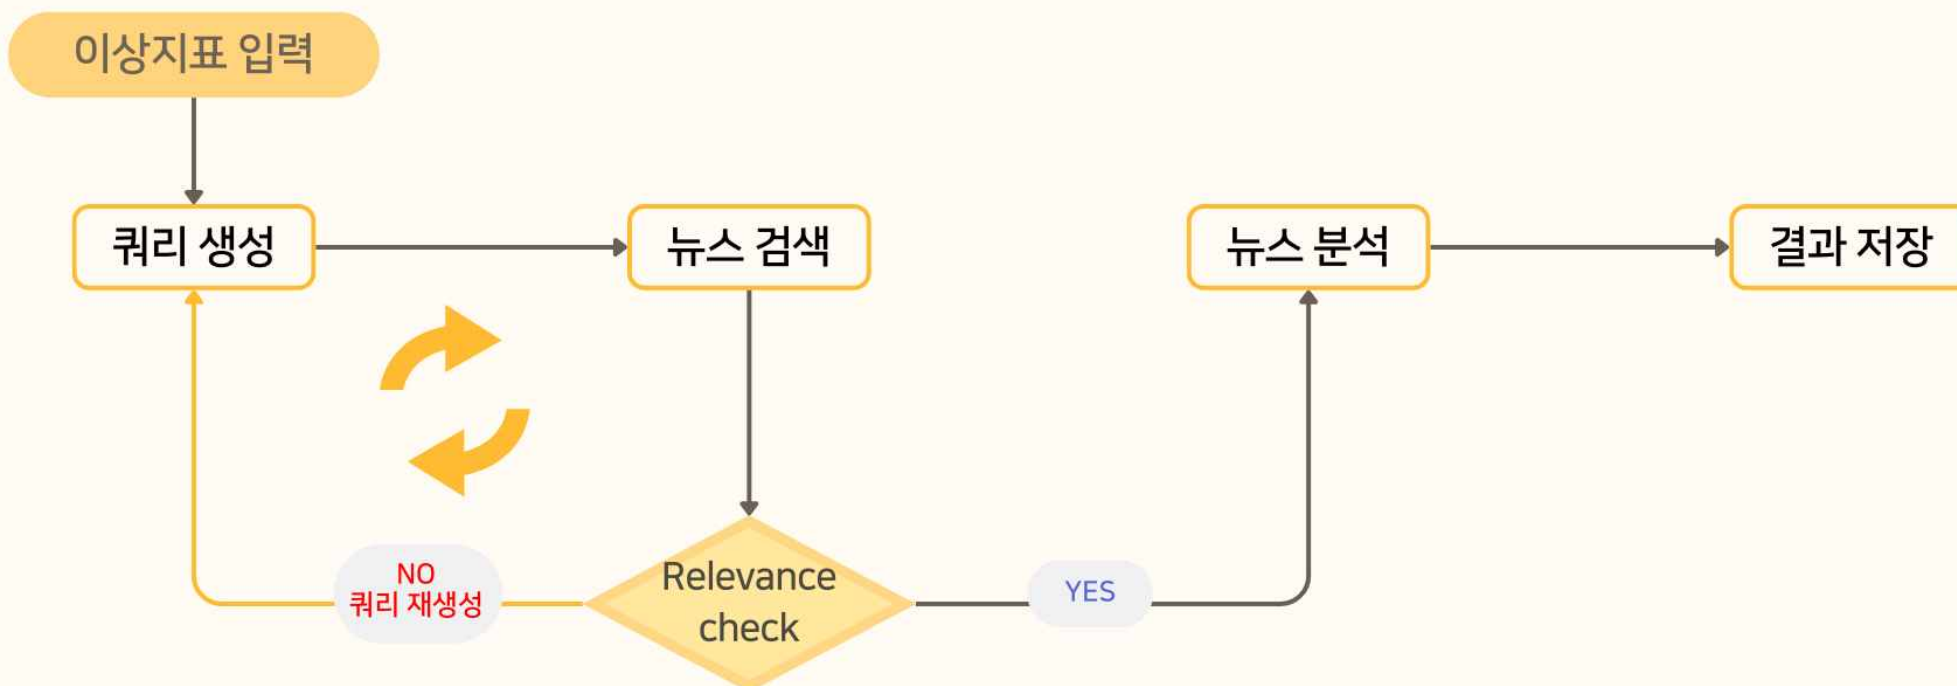 이상지표 입력
쿼리 생성
뉴스 검색
뉴스 분석
결과 저장
NO
쿼리 재생성
Relevance
check
YES